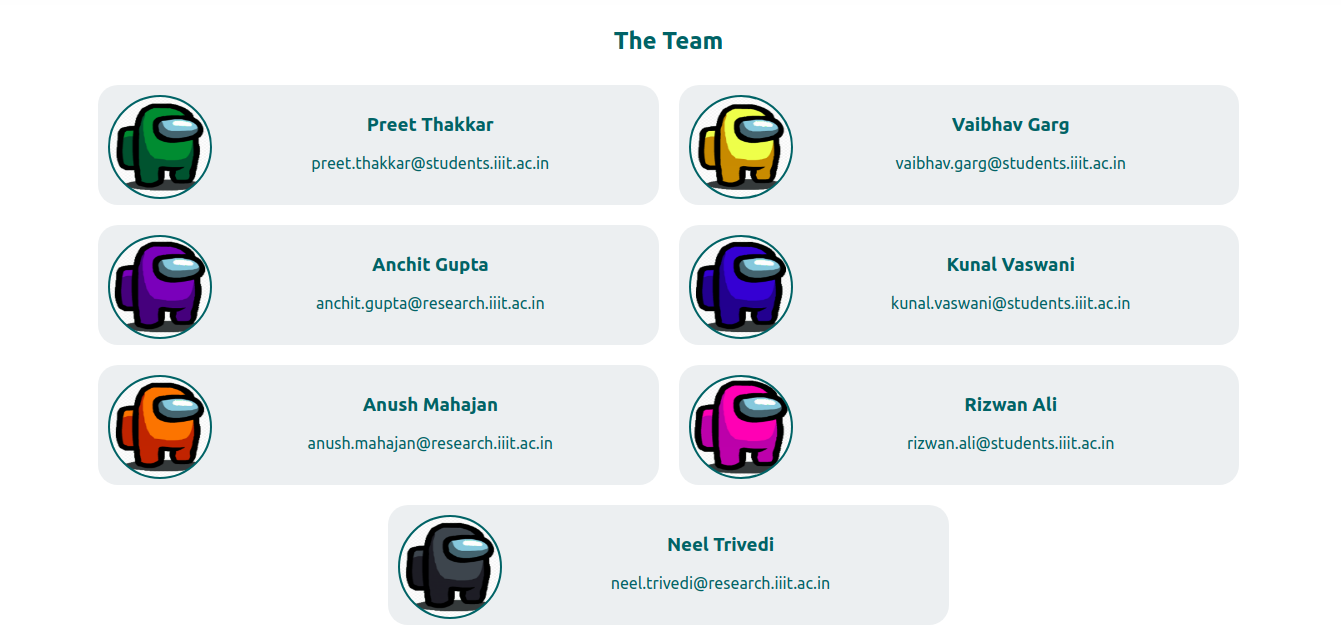 The Team
Preet Thakkar
preet.thakkar@students.iiit.ac.in
Vaibhav Garg
vaibhav.garg@students.iiit.ac.in
Anchit Gupta
anchit.gupta@research.iiit.ac.in
Kunal Vaswani
kunal.vaswani@students.iiit.ac.in
Anush Mahajan
anush.mahajan@research.iiit.ac.in
Rizwan Ali
rizwan.ali@students.iiit.ac.in
Neel Trivedi
neel.trivedi@research.iiit.ac.in